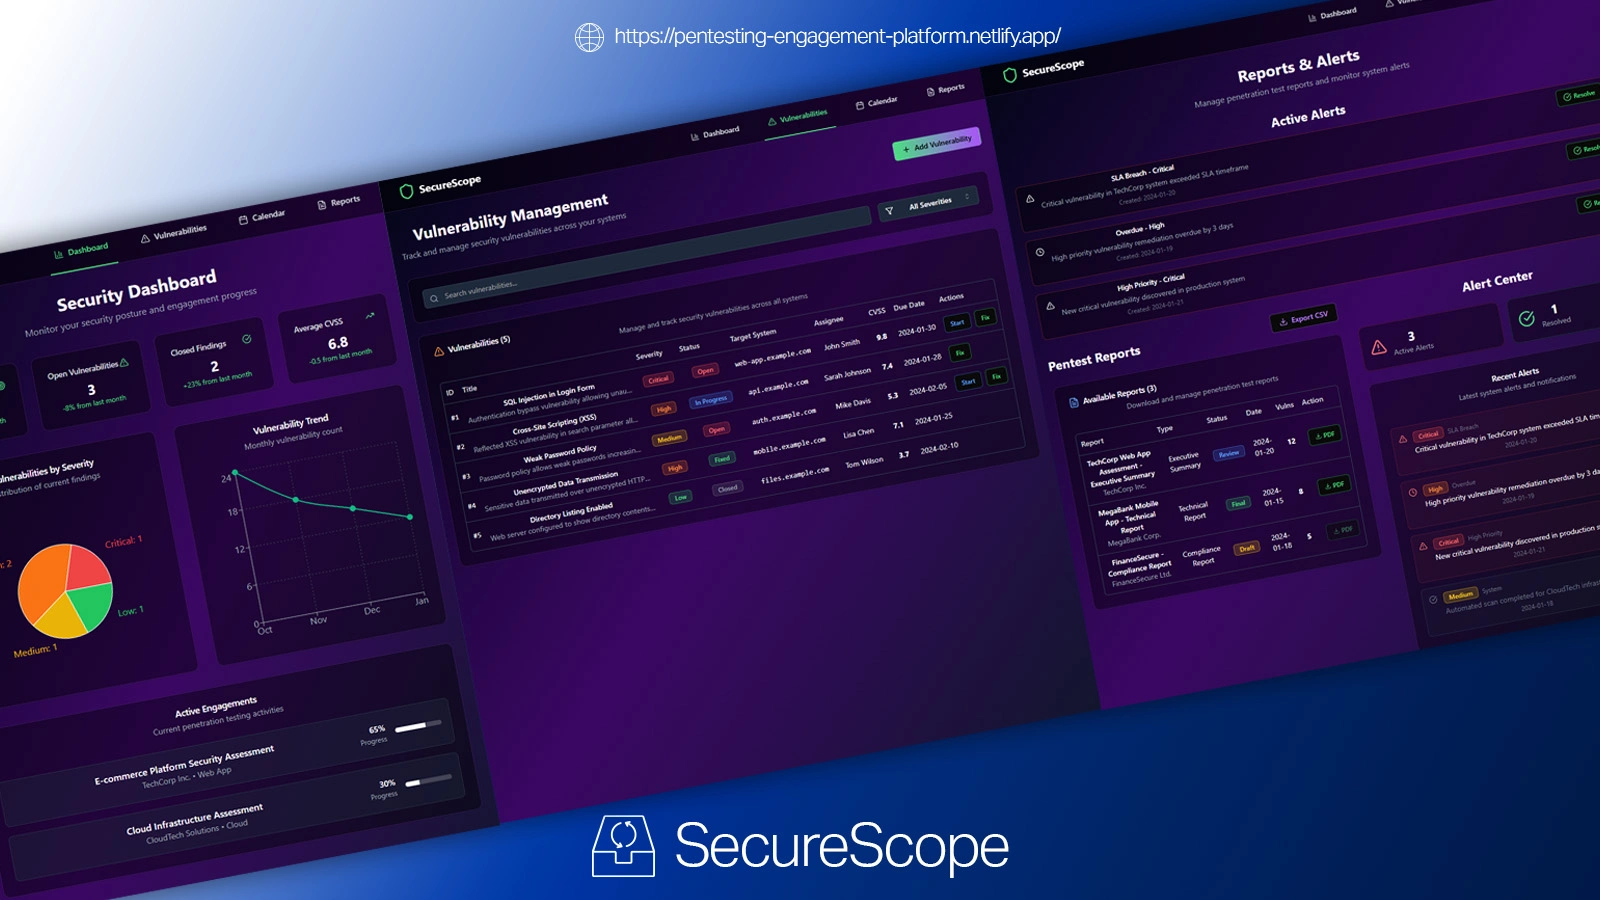 https://pentesting-engagement-platform.netlify.app/
Dashboard
Vulnerabilities
Calendar
Reports
Security Dashboard
Monitor your security posture and engagement progress
Open Vulnerabilities
3
-8% from last month
Closed Findings
2
+23% from last month
Average CVSS
6.8
-0.5 from last month
Vulnerability Trend
Monthly vulnerability count
24
18
12
6
0
Oct
Nov
Dec
Jan
by Severity
of current findings
Critical: 1
2
Low: 1
Medium: 1
Active Engagements
Current penetration testing activities
E-commerce Platform Security Assessment
TechCorp Inc. • Web App
65%
Progress
Cloud Infrastructure Assessment
CloudTech Solutions • Cloud
30%
Progress
SecureScope
Dashboard
Vulnerabilities
Calendar
Reports
Vulnerability Management
Track and manage security vulnerabilities across your systems
+ Add Vulnerability
Search vulnerabilities...
All Severities
Vulnerabilities (5)
Manage and track security vulnerabilities across all systems
ID Title Severity Status Target System Assignee CVSS Due Date Actions
#1 SQL Injection in Login Form Critical Open web-app.example.com John Smith 9.8 2024-01-30 Start Fix
Authentication bypass vulnerability allowing unau...
#2 Cross-Site Scripting (XSS) High In Progress api.example.com Sarah Johnson 7.4 2024-01-28 Fix
Reflected XSS vulnerability in search parameter all...
#3 Weak Password Policy Medium Open auth.example.com Mike Davis 5.3 2024-02-05 Start Fix
Password policy allows weak passwords increasin...
#4 Unencrypted Data Transmission High Fixed mobile.example.com Lisa Chen 7.1 2024-01-25
Sensitive data transmitted over unencrypted HTTP...
#5 Directory Listing Enabled Low Closed files.example.com Tom Wilson 3.7 2024-02-10
Web server configured to show directory contents...
SecureScope
Dashboard
Reports & Alerts
Manage penetration test reports and monitor system alerts
Active Alerts
SLA Breach - Critical
Critical vulnerability in TechCorp system exceeded SLA timeframe
Created: 2024-01-20
Resolve
Overdue - High
High priority vulnerability remediation overdue by 3 days
Created: 2024-01-19
High Priority - Critical
New critical vulnerability discovered in production system
Created: 2024-01-21
Export CSV
Pentest Reports
Available Reports (3)
Download and manage penetration test reports
Report Type Status Date Vulns Action
TechCorp Web App
Assessment -
Executive Summary
TechCorp Inc.
Executive
Summary
Review
2024-
01-20
12
PDF
MegaBank Mobile
App - Technical
Report
MegaBank Corp.
Technical
Report
Final
2024-
01-15
8
PDF
FinanceSecure -
Compliance Report
FinanceSecure Ltd.
Compliance
Report
Draft
2024-
01-18
5
PDF
Alert Center
3
Active Alerts
1
Resolved
Recent Alerts
Latest system alerts and notifications
Critical SLA Breach
Critical vulnerability in TechCorp system exceeded SLA
2024-01-20
High Overdue
High priority vulnerability remediation overdue by 3
2024-01-19
Critical High Priority
New critical vulnerability discovered in production
2024-01-21
Medium System
Automated scan completed for CloudTech
2024-01-18
SecureScope